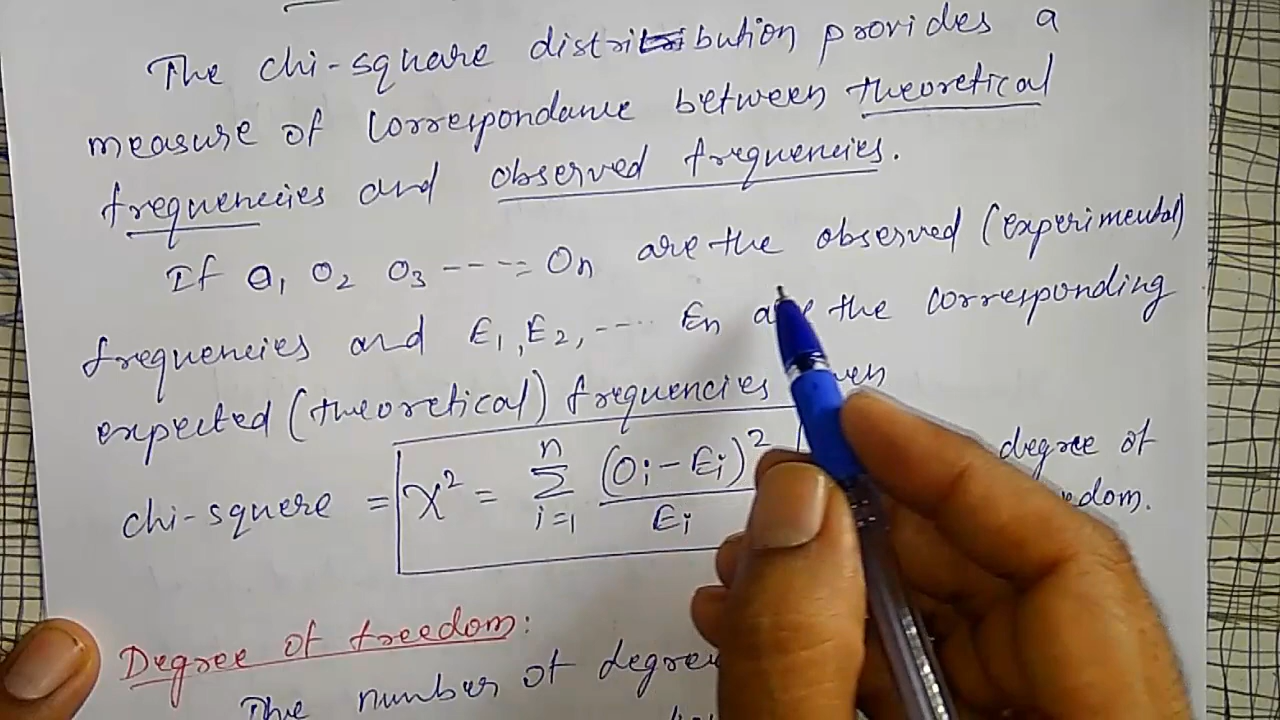 The chi-square distribution provides a
measure of Correspondance between theoretical
frequencies and observed frequencies.
If O₁ O₂ O₃ ----= On are the observed (experimental)
frequencies and E₁, E₂, ---- En are the corresponding
expected (theoretical) frequencies
chi-squere = χ² = Σ i=1 n (Oi - Ei)² / Ei degree of
Degree of freedom:
The number of